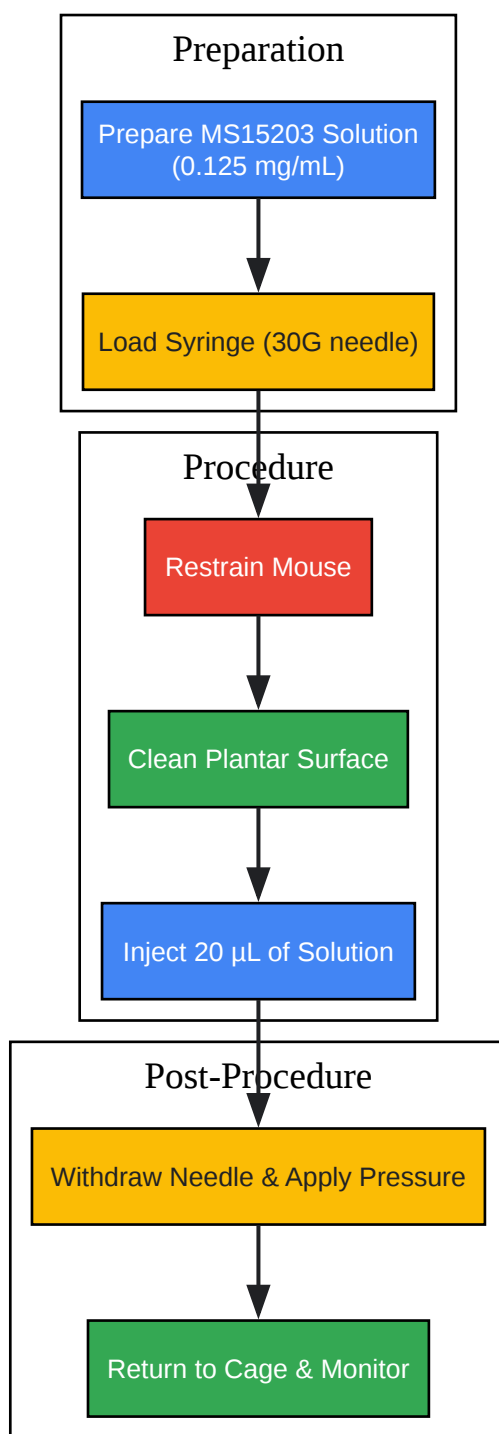 Preparation
Prepare MS15203 Solution
(0.125 mg/mL)
Load Syringe (30G needle)
Procedure
Restrain Mouse
Clean Plantar Surface
Inject 20 µL of Solution
Post-Procedure
Withdraw Needle & Apply Pressure
Return to Cage & Monitor